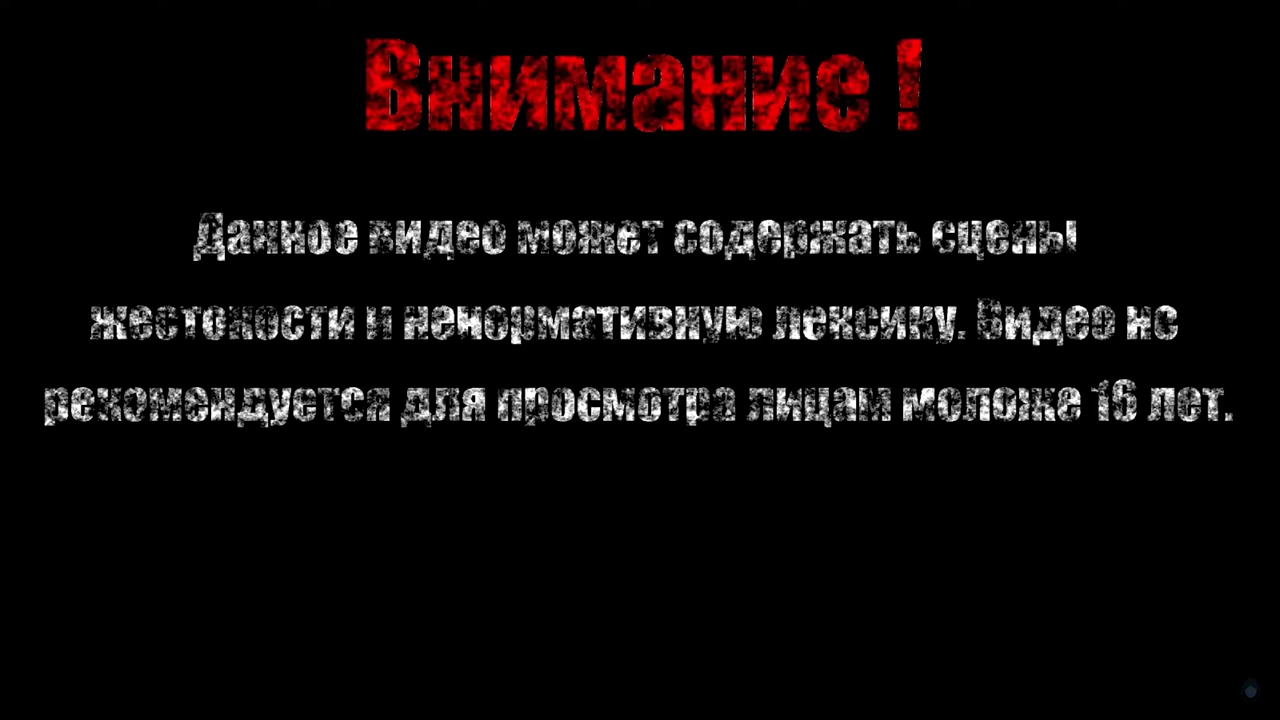 Внимание !
Данное видео может содержать сцены
жестокости и ненормативную лексику. Видео не
рекомендуется для просмотра лицам моложе 16 лет.